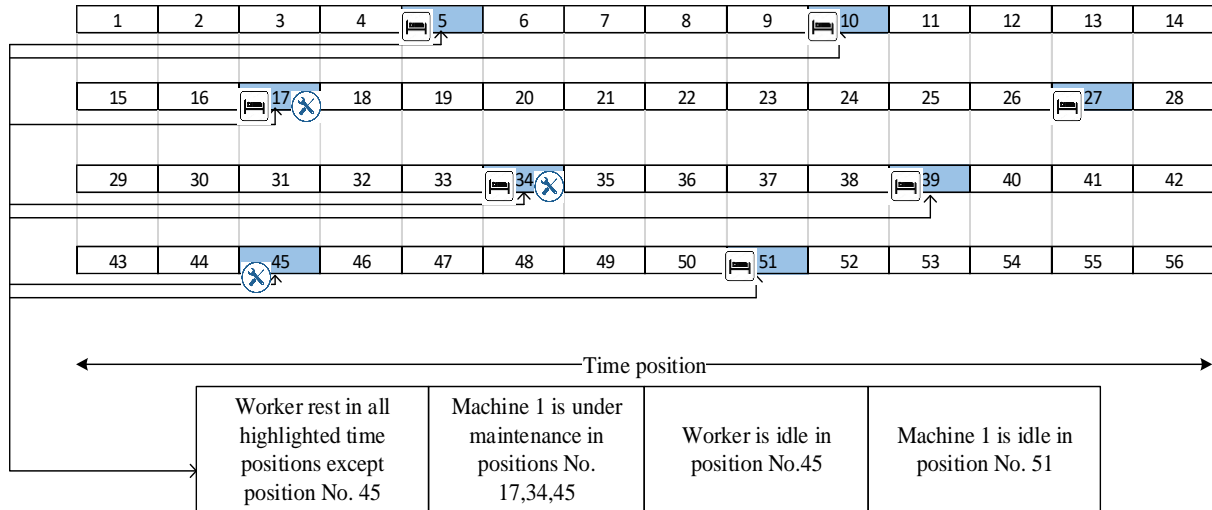 1 2 3 4 5 6 7 8 9 10 11 12 13 14
15 16 17 18 19 20 21 22 23 24 25 26 27 28
29 30 31 32 33 34 35 36 37 38 39 40 41 42
43 44 45 46 47 48 49 50 51 52 53 54 55 56
Time position
Worker rest in all
highlighted time
positions except
position No. 45
Machine 1 is under
maintenance in
positions No.
17,34,45
Worker is idle in
position No.45
Machine 1 is idle in
position No. 51